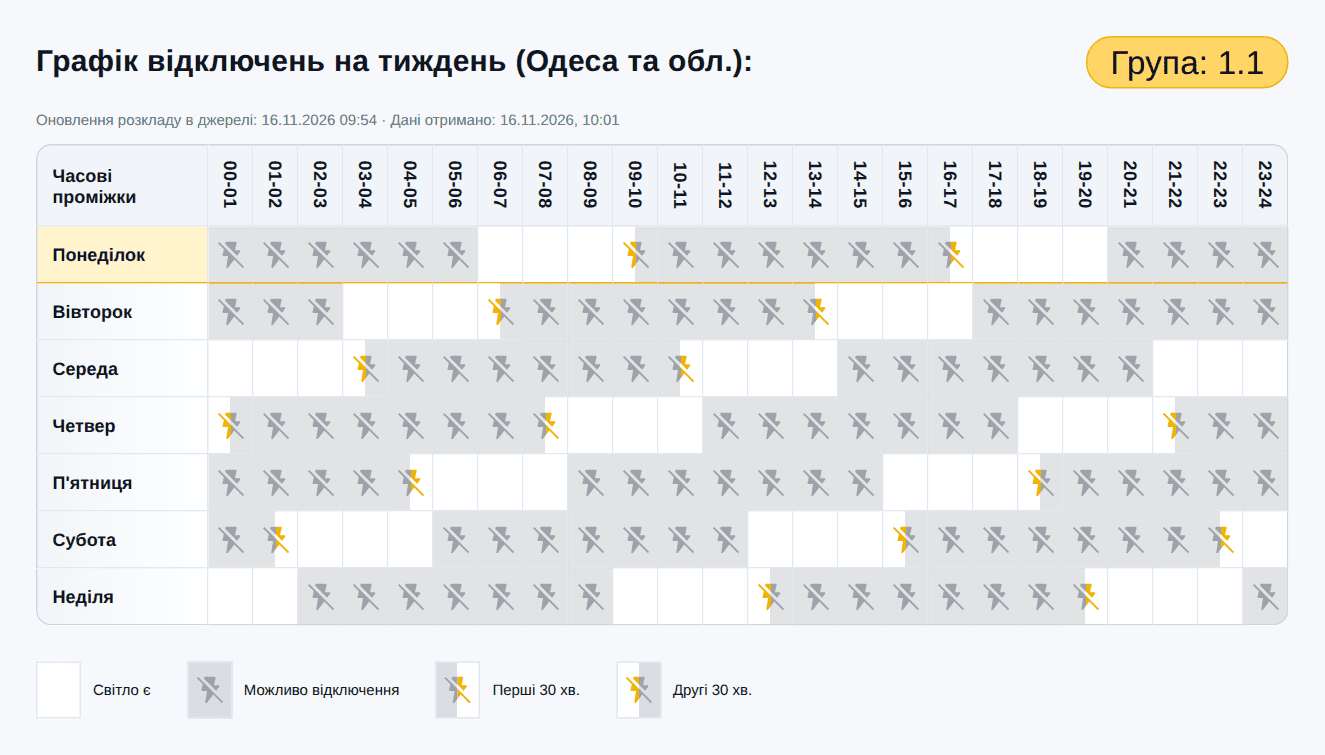 Графік відключень на тиждень (Одеса та обл.):
Група: 1.1
Оновлення розкладу в джерелі: 16.11.2026 09:54 · Дані отримано: 16.11.2026, 10:01
Часові
проміжки
00-01 01-02 02-03 03-04 04-05 05-06 06-07 07-08 08-09 09-10 10-11 11-12 12-13 13-14 14-15 15-16 16-17 17-18 18-19 19-20 20-21 21-22 22-23 23-24
Понеділок
Вівторок
Середа
Четвер
П'ятниця
Субота
Неділя
Світло є
Можливо відключення
Перші 30 хв.
Другі 30 хв.